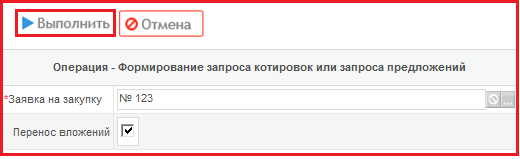 Выполнить Отмена
Операция - Формирование запроса котировок или запроса предложений
*Заявка на закупку № 123 ...
Перенос вложений